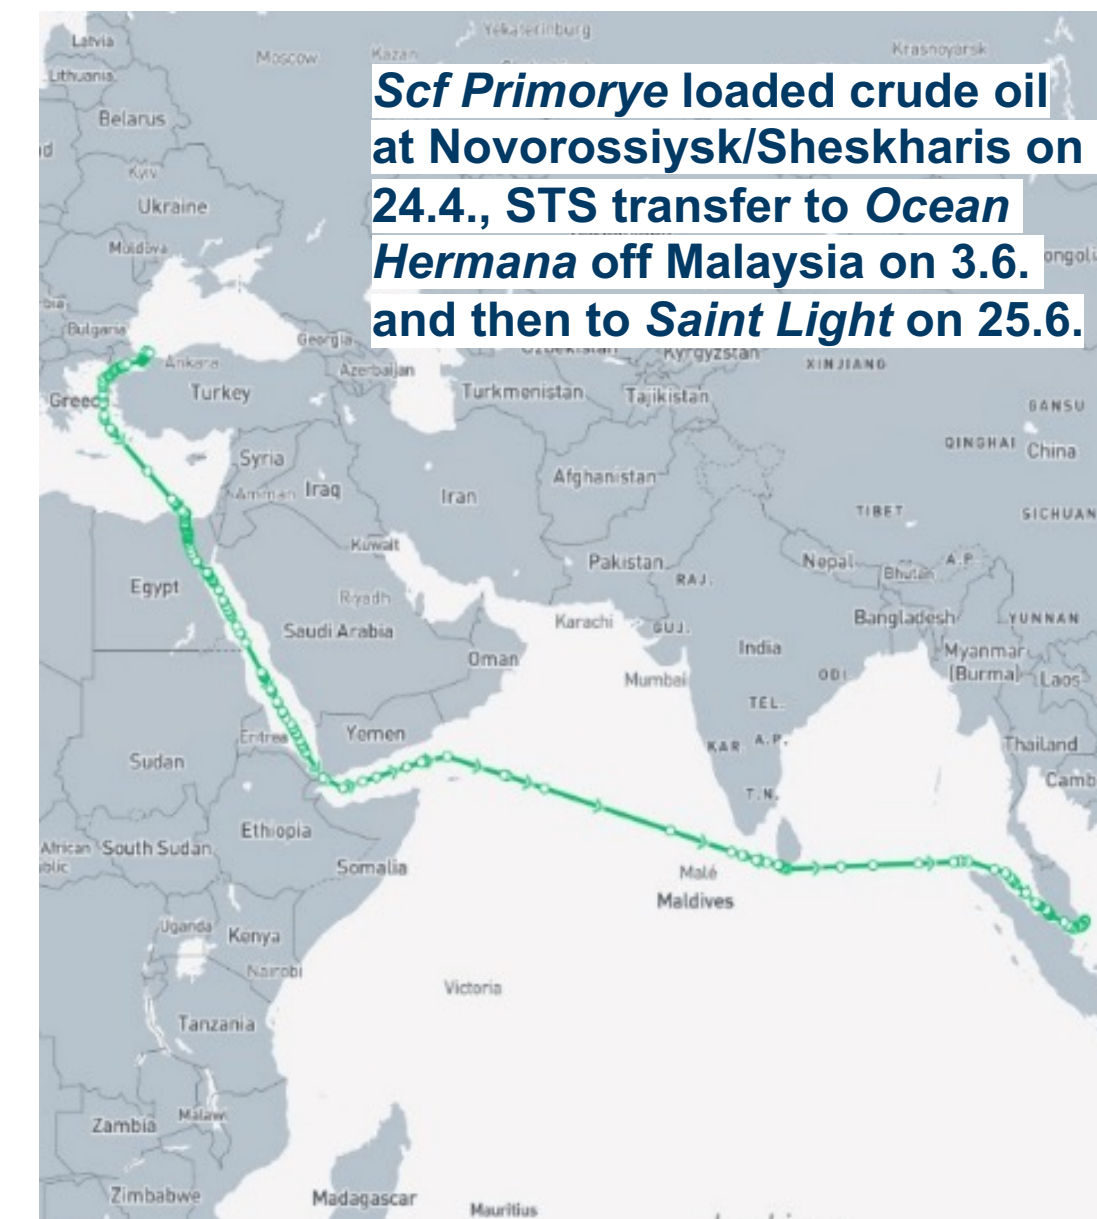 Latvia
Yekaterinburg
Moscow
Kazan
Krasnoyarsk
Lithuania
Scf Primorye loaded crude oil
at Novorossiysk/Sheskharis on
24.4., STS transfer to Ocean
Hermana off Malaysia on 3.6.
and then to Saint Light on 25.6.
Belarus
Kyiv
Ukraine
Moldova
Bulgaria
Georgia
Uzbekistan
Kyrgyzstan
XINJIANG
Ankara
Azerbaijan
Turkey
Turkmenistan
Tajikistan
GANSU
QINGHAI
China
Syria
Afghanistan
Amman
Iraq
Iran
TIBET
SICHUAN
Kuwait
Pakistan
Nepal
Bhutan
A.P.
RAJ.
Egypt
Riyadh
Saudi Arabia
Karachi
GUJ.
Bangladesh
YUNNAN
India
Myanmar
(Burma)
Laos
Oman
Mumbai
ODI.
TEL.
Eritrea
Yemen
KAR.
A.P.
Thailand
Sudan
Camb
T.N.
Ethiopia
African
South Sudan
Somalia
Malé
Maldives
Uganda
Kenya
Nairobi
Victoria
Tanzania
Malawi
Zambia
Zimbabwe
Madagascar
Mauritius